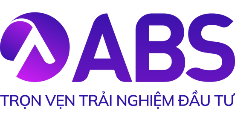 ABS
TRỌN VẸN TRẢI NGHIỆM ĐẦU TƯ